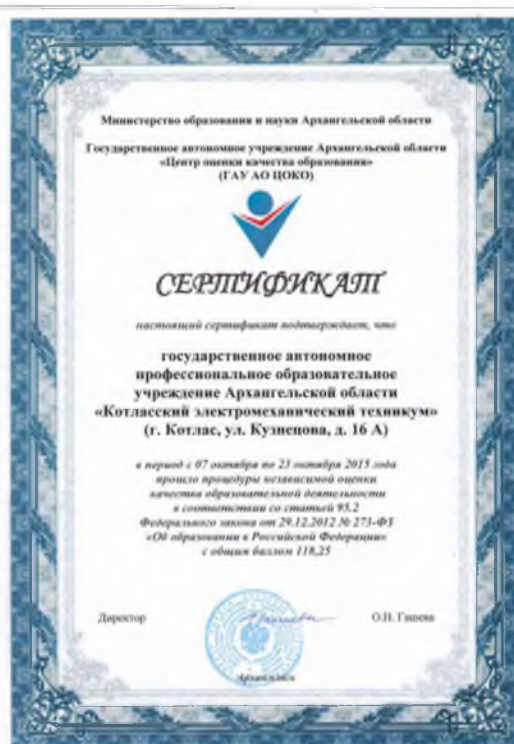 Министерство образования и науки Архангельской области
Государственное автономное учреждение Архангельской области
«Центр оценки качества образования»
(ГАУ АО ЦОКО)
СЕРТИФИКАТ
настоящий сертификат подтверждает, что
государственное автономное
профессиональное образовательное
учреждение Архангельской области
«Котласский электромеханический техникум»
(г. Котлас, ул. Кузнецова, д. 16 А)
в период с 07 октября по 23 октября 2015 года
прошло процедуры независимой оценки
качества образовательной деятельности
в соответствии со статьей 95.2
Федерального закона от 29.12.2012 № 273-ФЗ
«Об образовании в Российской Федерации»
с общим баллом 118,25
Директор
О.Н.
Архангельск